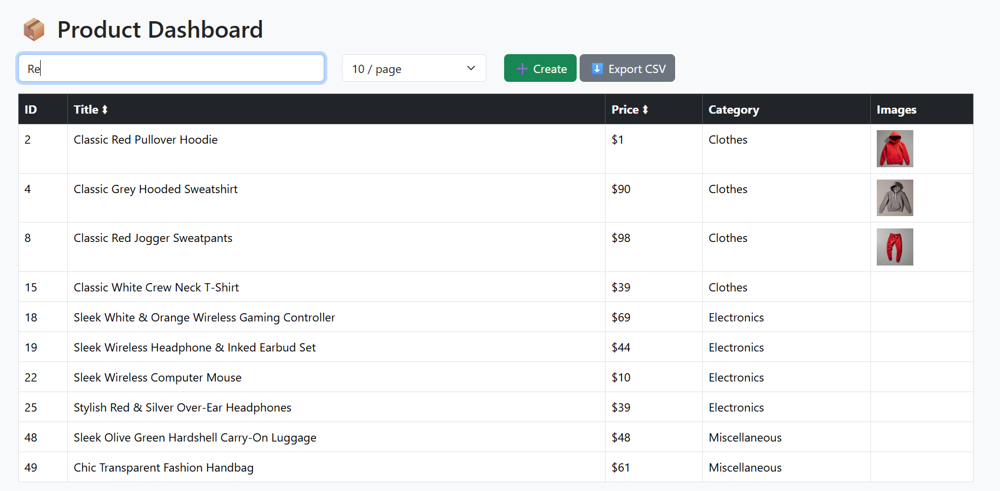 📦 Product Dashboard
Re
10 / page
➕ Create
⬇️ Export CSV
ID Title ⬍ Price ⬍ Category Images
2 Classic Red Pullover Hoodie $1 Clothes
4 Classic Grey Hooded Sweatshirt $90 Clothes
8 Classic Red Jogger Sweatpants $98 Clothes
15 Classic White Crew Neck T-Shirt $39 Clothes
18 Sleek White & Orange Wireless Gaming Controller $69 Electronics
19 Sleek Wireless Headphone & Inked Earbud Set $44 Electronics
22 Sleek Wireless Computer Mouse $10 Electronics
25 Stylish Red & Silver Over-Ear Headphones $39 Electronics
48 Sleek Olive Green Hardshell Carry-On Luggage $48 Miscellaneous
49 Chic Transparent Fashion Handbag $61 Miscellaneous